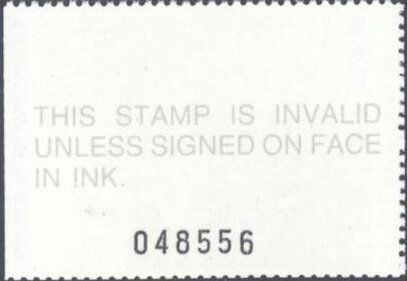 THIS STAMP IS INVALID
UNLESS SIGNED ON FACE
IN INK.
048556